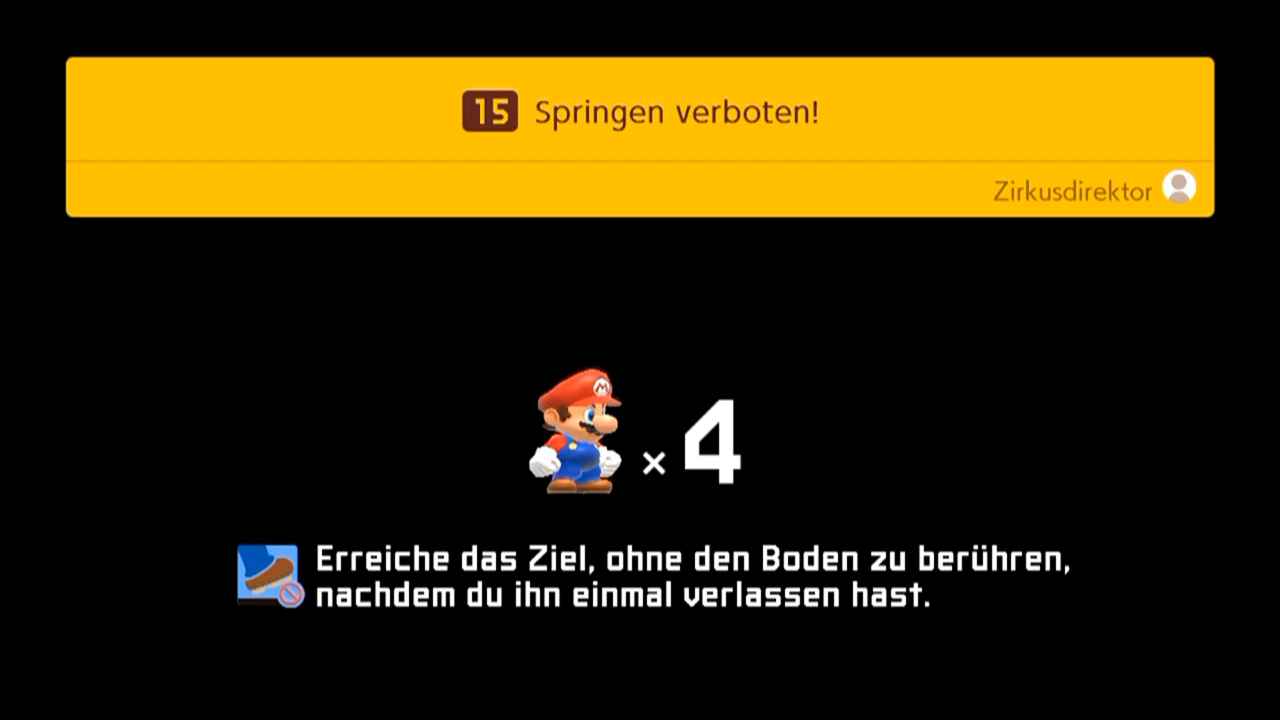 15 Springen verboten!
Zirkusdirektor
× 4
Erreiche das Ziel, ohne den Boden zu berühren,
nachdem du ihn einmal verlassen hast.